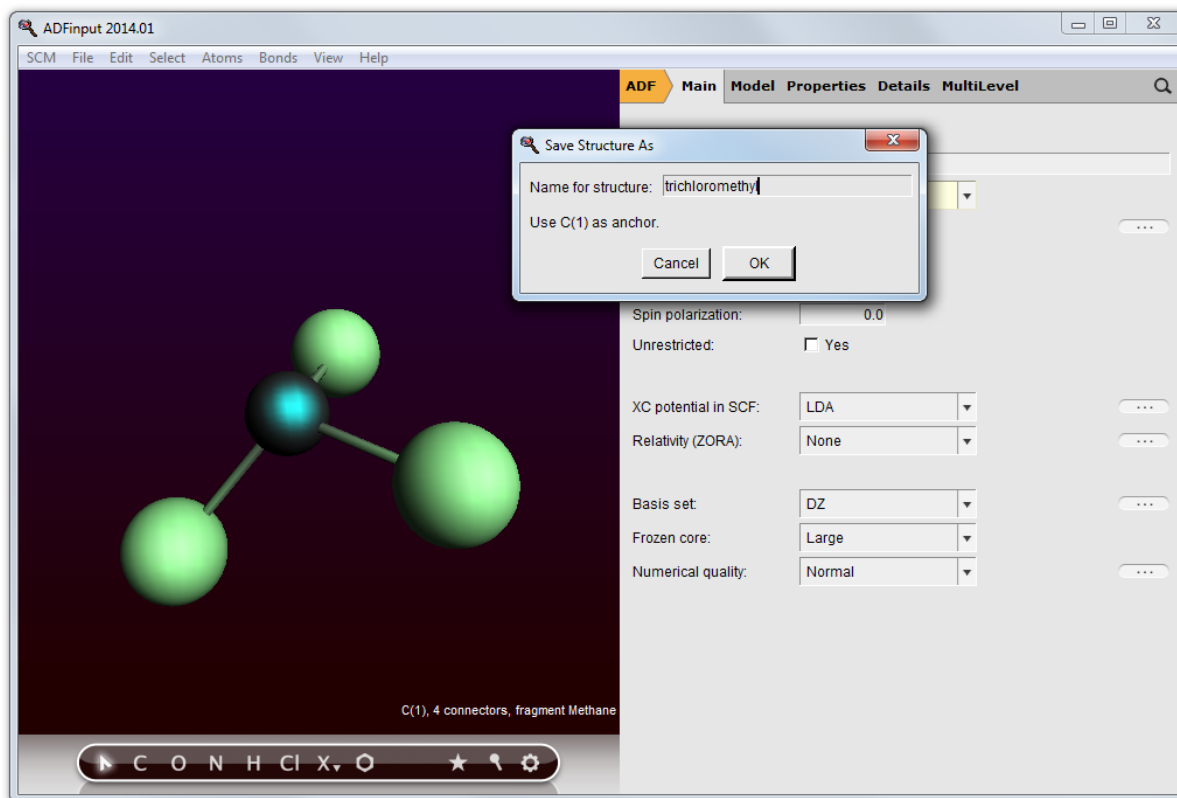 ADFinput 2014.01
SCM File Edit Select Atoms Bonds View Help
ADF Main Model Properties Details MultiLevel
Save Structure As
Name for structure: trichloromethyl
Use C(1) as anchor.
Cancel OK
Spin polarization: 0.0
Unrestricted: Yes
XC potential in SCF: LDA
Relativity (ZORA): None
Basis set: DZ
Frozen core: Large
Numerical quality: Normal
C(1), 4 connectors, fragment Methane
C O N H Cl X